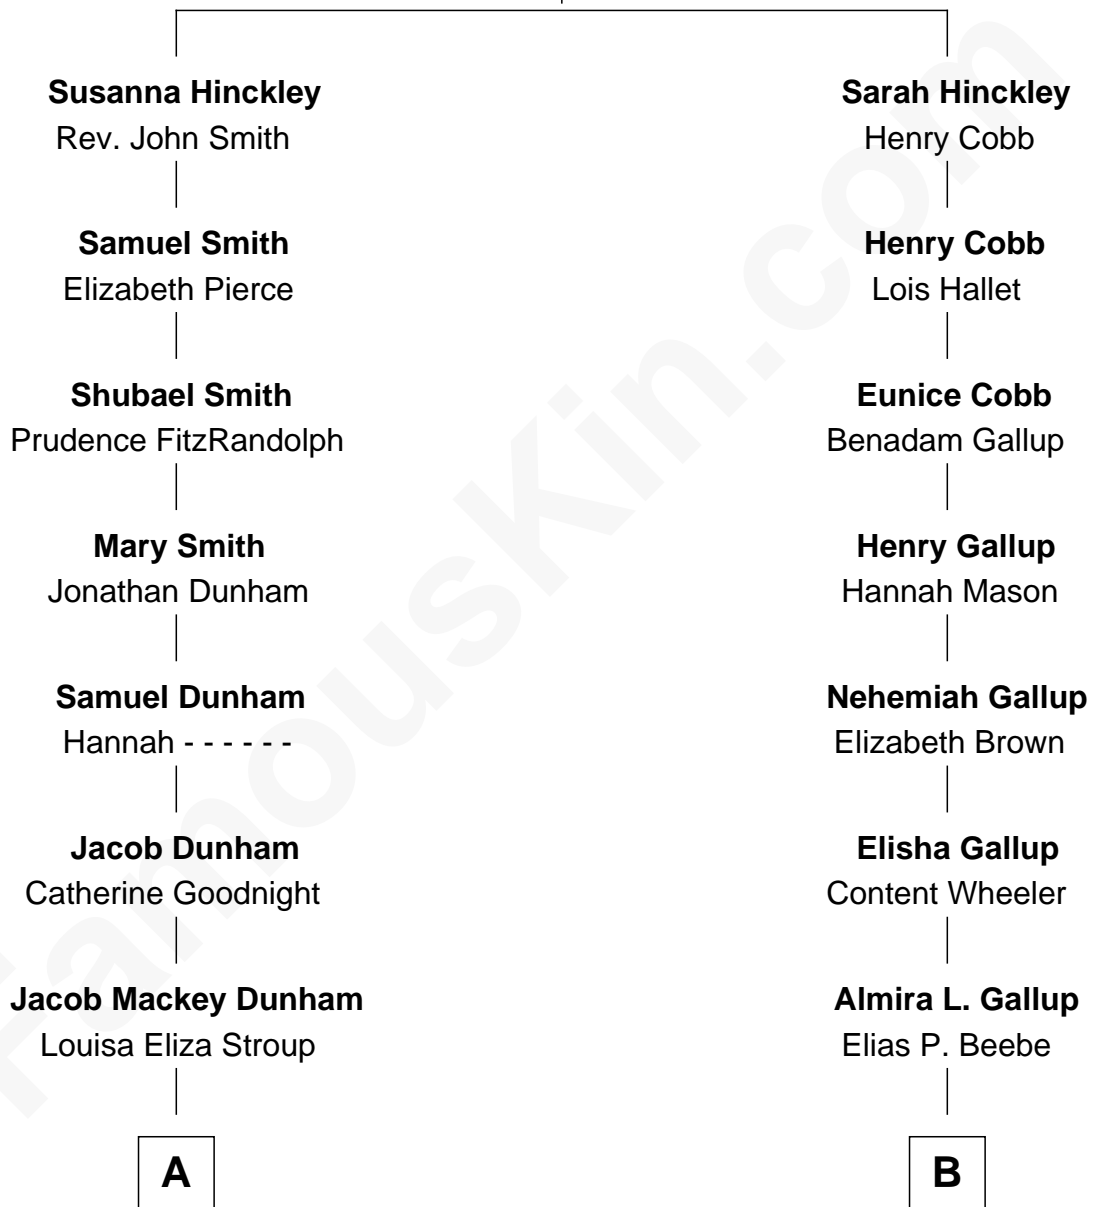 Susanna Hinckley
Rev. John Smith
Samuel Smith
Elizabeth Pierce
Shubael Smith
Prudence FitzRandolph
Mary Smith
Jonathan Dunham
Samuel Dunham
Hannah - - - - - -
Jacob Dunham
Catherine Goodnight
Jacob Mackey Dunham
Louisa Eliza Stroup
A
Sarah Hinckley
Henry Cobb
Henry Cobb
Lois Hallet
Eunice Cobb
Benadam Gallup
Henry Gallup
Hannah Mason
Nehemiah Gallup
Elizabeth Brown
Elisha Gallup
Content Wheeler
Almira L. Gallup
Elias P. Beebe
B
FamousKin.com